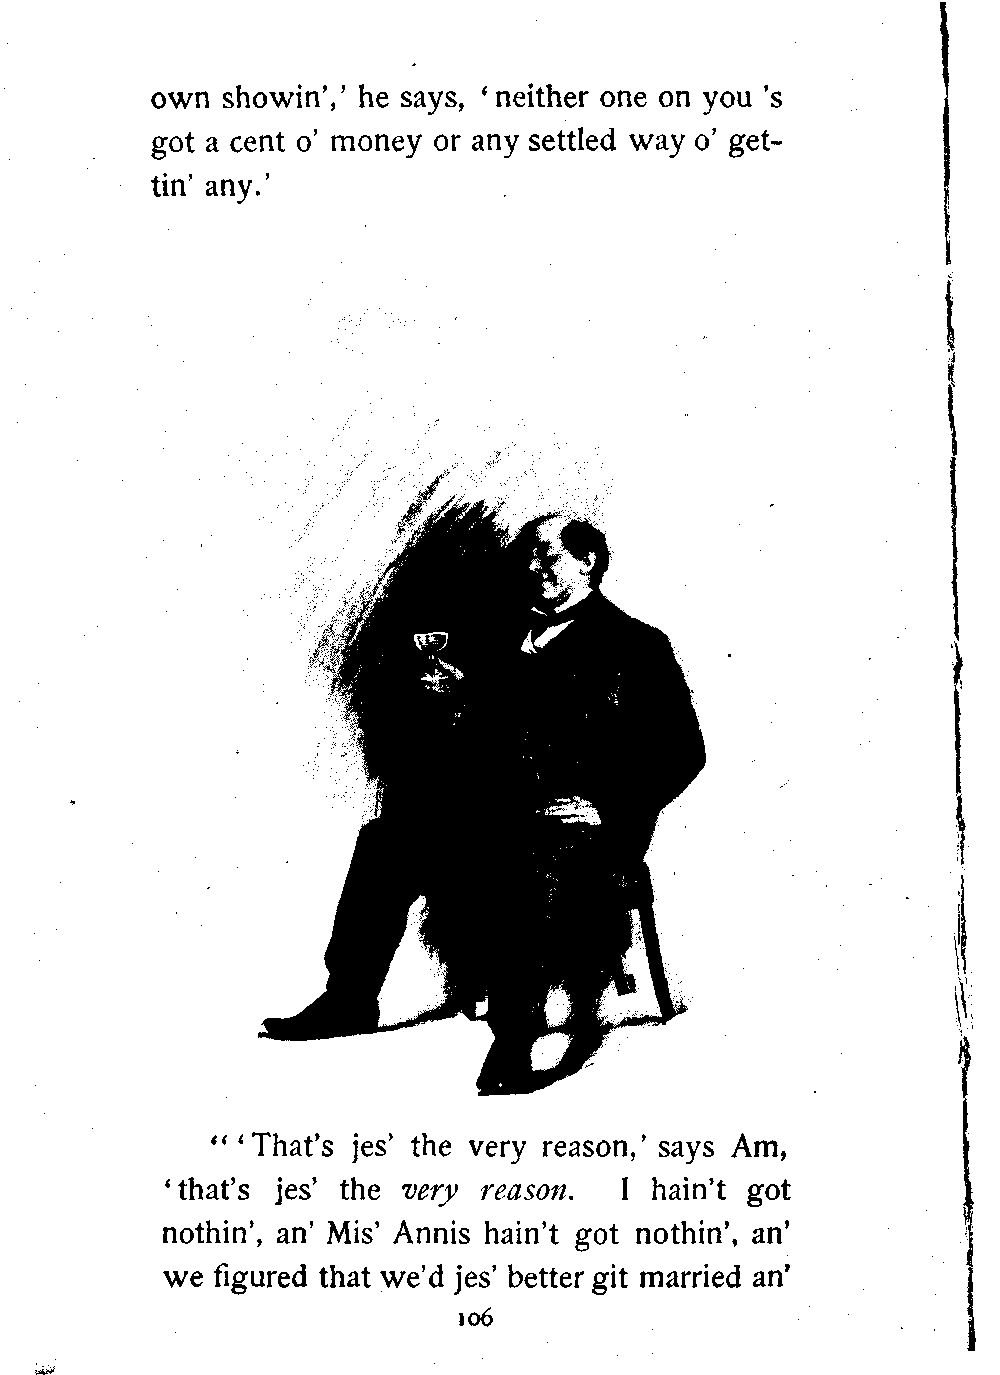 own showin',' he says, ‘neither one on you 's
got a cent o' money or any settled way o' get-
tin' any.'
“‘That's jes' the very reason,' says Am,
‘that's jes' the very reason. I hain't got
nothin', an' Mis' Annis hain't got nothin', an'
we figured that we'd jes' better git married an'
106